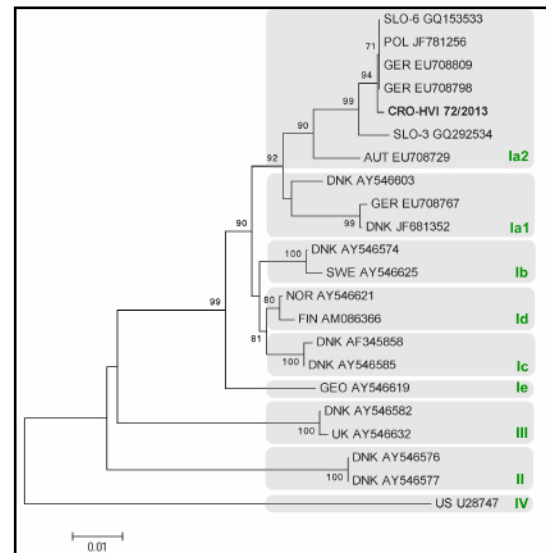 SLO-6 GQ153533
71
POL JF781256
GER EU708809
94
GER EU708798
99
CRO-HVI 72/2013
90
SLO-3 GQ292534
92
AUT EU708729
Ia2
DNK AY546603
GER EU708767
99
DNK JF681352
Ia1
90
100
DNK AY546574
SWE AY546625
Ib
80
NOR AY546621
99
FIN AM086366
Id
81
DNK AF345858
100
DNK AY546585
Ic
GEO AY546619
Ie
DNK AY546582
100
UK AY546632
III
DNK AY546576
100
DNK AY546577
II
US U28747
IV
0.01